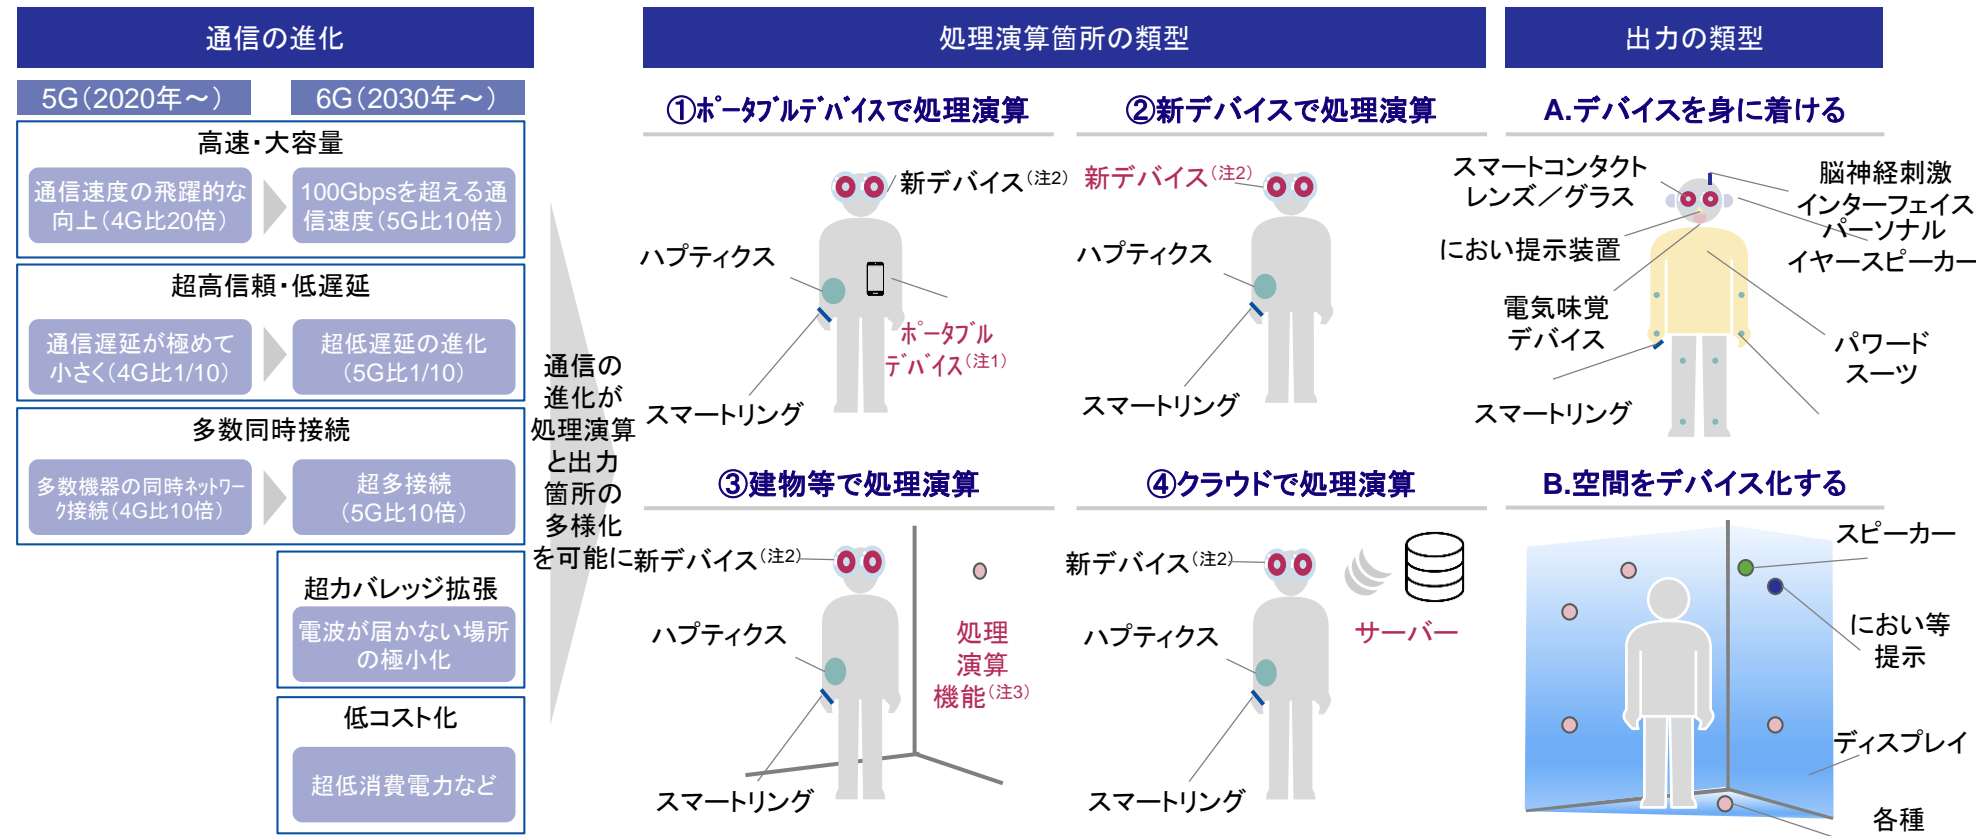 通信の進化
5G（2020年～）
6G（2030年～）
高速・大容量
通信速度の飛躍的な
向上（4G比20倍）
100Gbpsを超える通
信速度（5G比10倍）
超高信頼・低遅延
通信遅延が極めて
小さく（4G比1/10）
超低遅延の進化
（5G比1/10）
多数同時接続
多数機器の同時ﾈｯﾄﾜｰ
ｸ接続（4G比10倍）
超多接続
（5G比10倍）
超カバレッジ拡張
電波が届かない場所
の極小化
低コスト化
超低消費電力など
通信の
進化が
処理演算
と出力
箇所の
多様化
を可能に
処理演算箇所の類型
①ﾎﾟｰﾀﾌﾞﾙﾃﾞﾊﾞｲｽで処理演算
新デバイス（注2）
ハプティクス
ﾎﾟｰﾀﾌﾞﾙ
ﾃﾞﾊﾞｲｽ（注1）
スマートリング
②新デバイスで処理演算
新デバイス（注2）
ハプティクス
スマートリング
③建物等で処理演算
新デバイス（注2）
ハプティクス
処理
演算
機能（注3）
スマートリング
④クラウドで処理演算
新デバイス（注2）
サーバー
ハプティクス
スマートリング
出力の類型
A.デバイスを身に着ける
スマートコンタクト
レンズ／グラス
脳神経刺激
インターフェイス
パーソナル
イヤースピーカー
におい提示装置
電気味覚
デバイス
パワード
スーツ
スマートリング
B.空間をデバイス化する
スピーカー
におい等
提示
ディスプレイ
各種